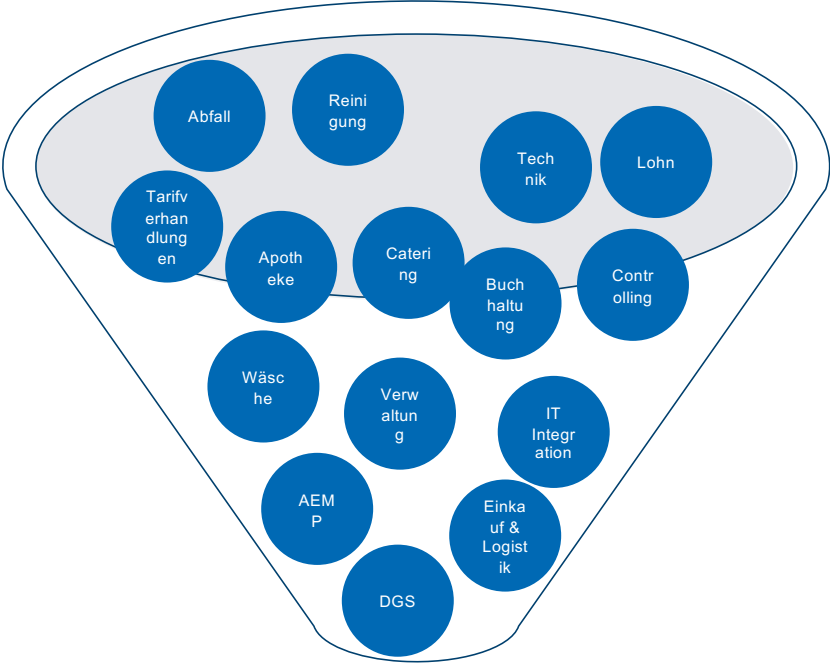 Abfall
Reini
gung
Tech
nik
Lohn
Tarifv
erhan
dlung
en
Apoth
eke
Cateri
ng
Buch
haltu
ng
Contr
olling
Wäsc
he
Verw
altun
g
IT
Integr
ation
AEM
P
Einka
uf &
Logist
ik
DGS